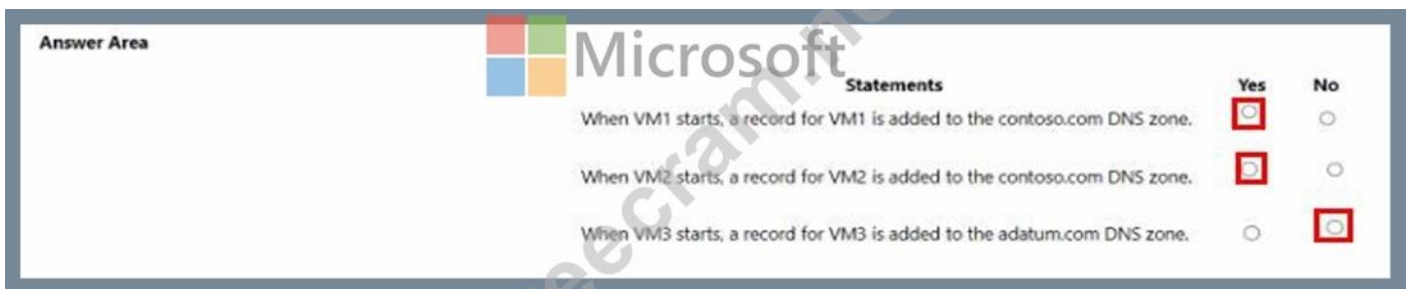 Answer Area
Microsoft
Statements Yes No
When VM1 starts, a record for VM1 is added to the contoso.com DNS zone.
When VM2 starts, a record for VM2 is added to the contoso.com DNS zone.
When VM3 starts, a record for VM3 is added to the adatum.com DNS zone.